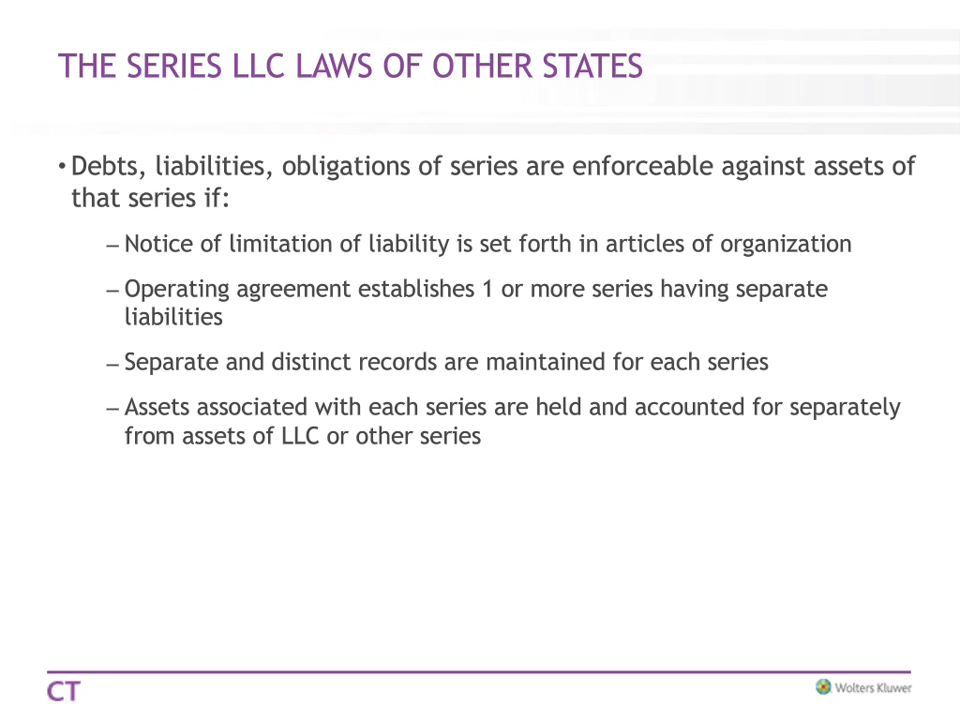 THE SERIES LLC LAWS OF OTHER STATES
• Debts, liabilities, obligations of series are enforceable against assets of
that series if:
– Notice of limitation of liability is set forth in articles of organization
– Operating agreement establishes 1 or more series having separate
liabilities
– Separate and distinct records are maintained for each series
– Assets associated with each series are held and accounted for separately
from assets of LLC or other series
CT
Wolters Kluwer